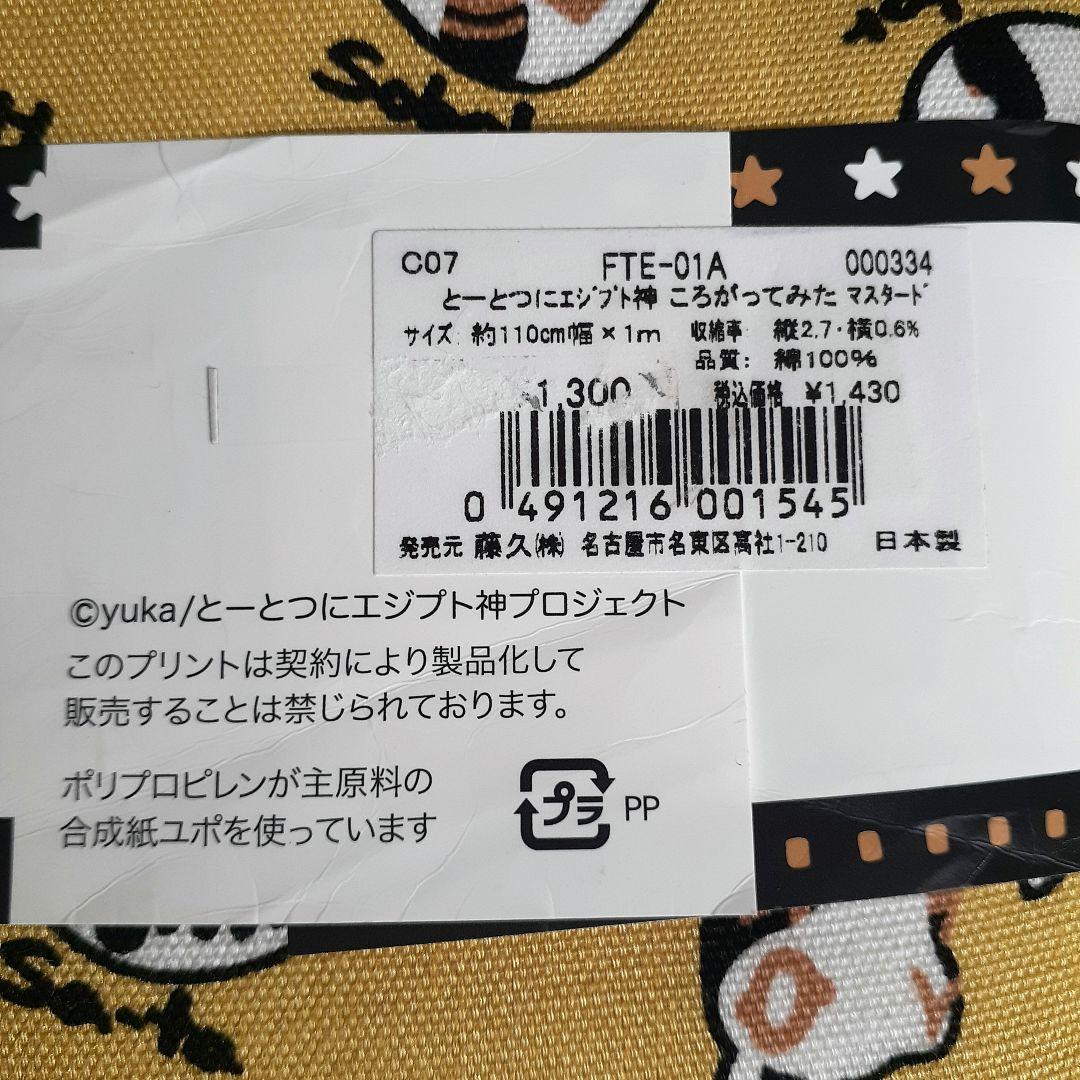 C07 FTE-01A 000334
とーとつにエジプト神 ころがってみた マスタード
サイズ: 約110cm幅×1m 収縮率: 縦2.7・横0.6%
品質: 綿100%
1,300 税込価格 ¥1,430
0 491216 001545
発売元 藤久(株) 名古屋市名東区高社1-210 日本製
©yuka/とーとつにエジプト神プロジェクト
このプリントは契約により製品化して
販売することは禁じられております。
ポリプロピレンが主原料の
合成紙ユポを使っています
プラ PP